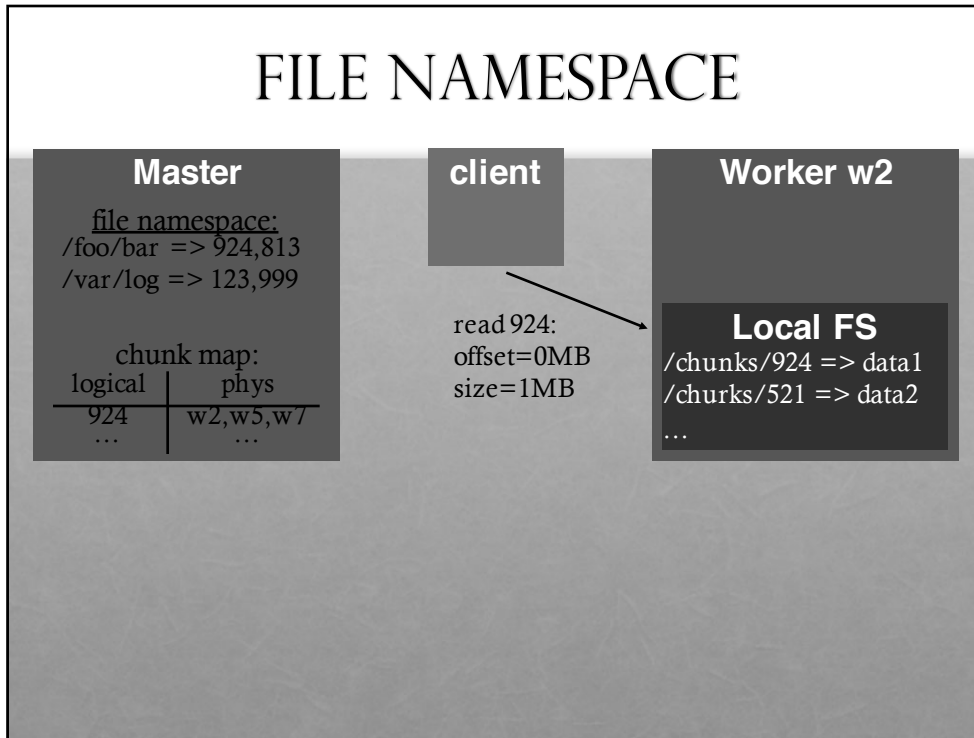 FILE NAMESPACE
Master
file namespace:
/foo/bar => 924,813
/var/log => 123,999
chunk map:
logical phys
924 w2,w5,w7
... ...
client
read 924:
offset=0MB
size=1MB
Worker w2
Local FS
/chunks/924 => data1
/churks/521 => data2
...